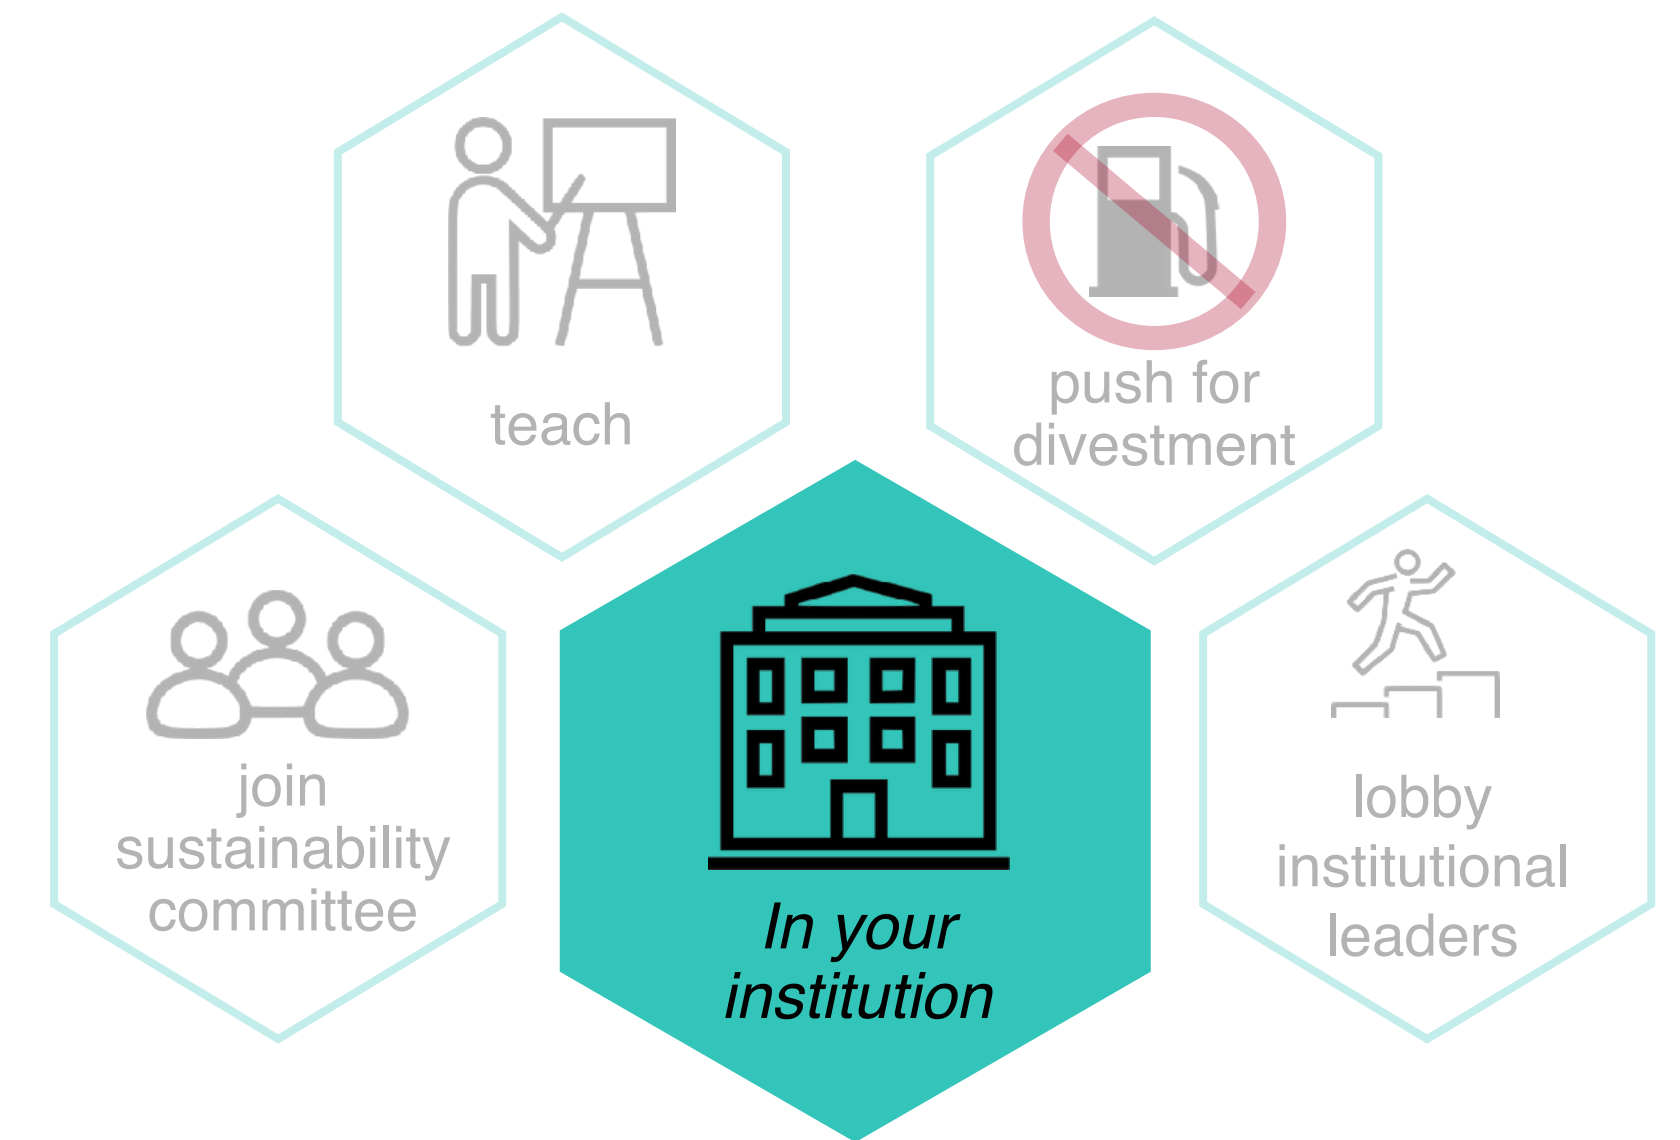 teach
push for
divestment
join
sustainability
committee
In your
institution
lobby
institutional
leaders